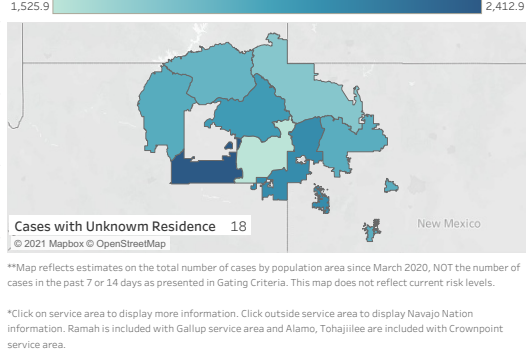 1,525.9 2,412.9
New Mexico
Cases with Unknowm Residence 18
© 2021 Mapbox © OpenStreetMap
**Map reflects estimates on the total number of cases by population area since March 2020, NOT the number of
cases in the past 7 or 14 days as presented in Gating Criteria. This map does not reflect current risk levels.
*Click on service area to display more information. Click outside service area to display Navajo Nation
information. Ramah is included with Gallup service area and Alamo, Tohajiilee are included with Crownpoint
service area.